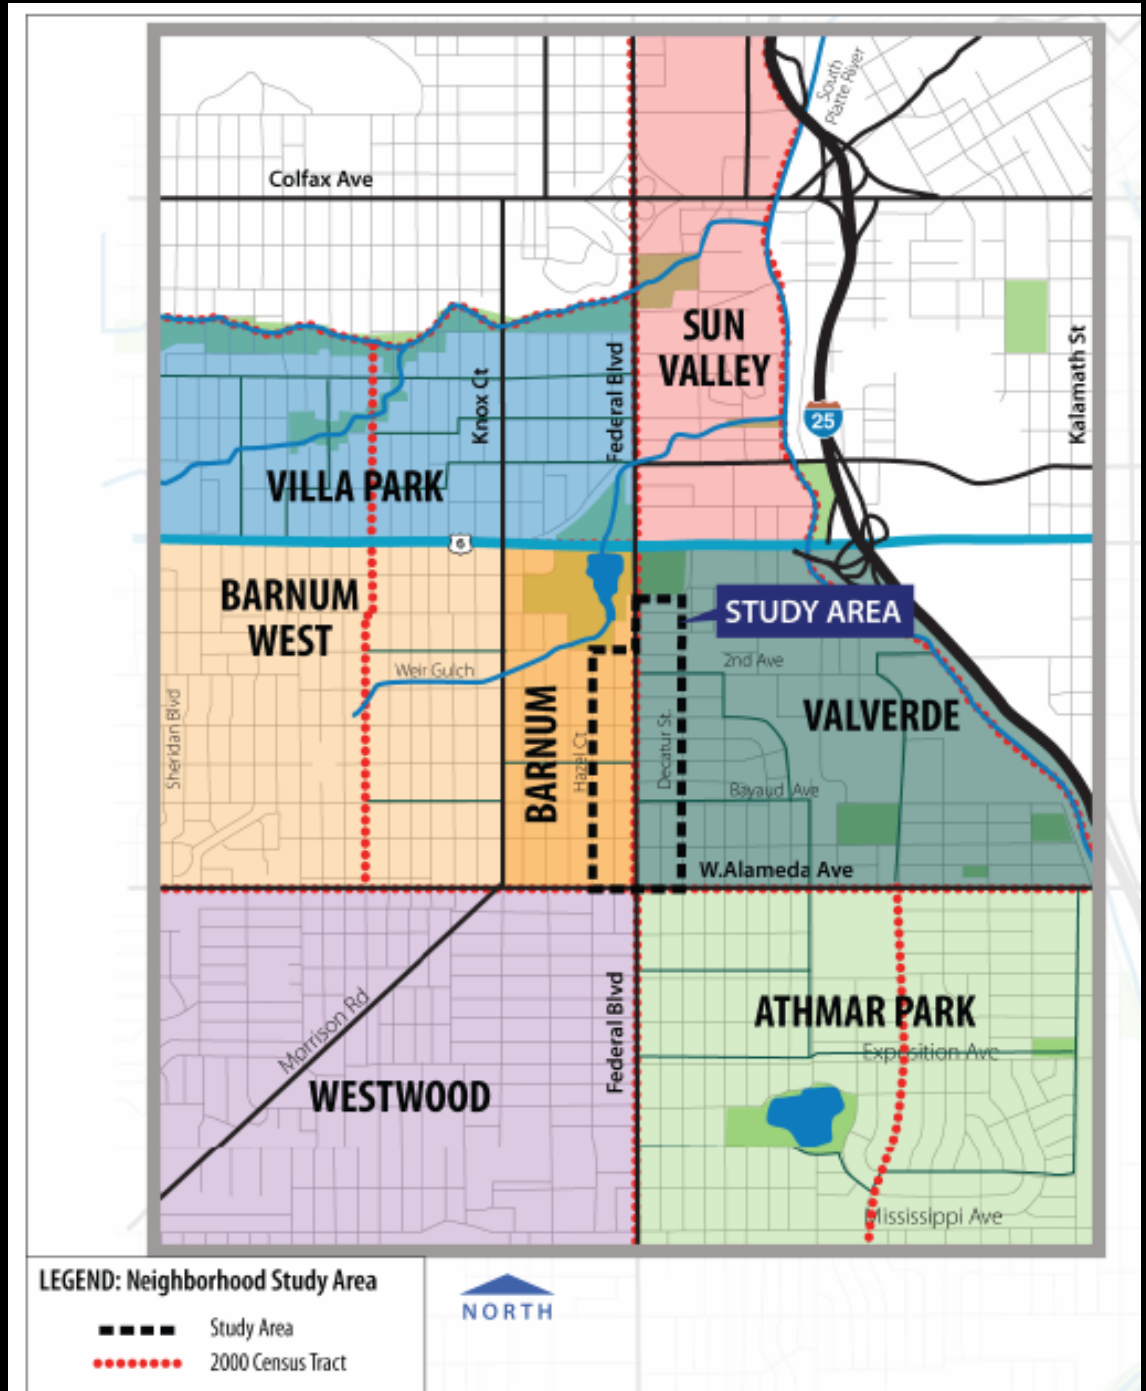 South
Platte River
Colfax Ave
SUN
VALLEY
Knox Ct
Federal Blvd
Kalamath St
25
VILLA PARK
6
BARNUM
WEST
STUDY AREA
2nd Ave
Weir Gulch
VALVERDE
Sheridan Blvd
BARNUM
Hazel Ct
Decatur St.
Bayaud Ave
W.Alameda Ave
Morrison Rd
Federal Blvd
ATHMAR PARK
Exposition Ave
WESTWOOD
Mississippi Ave
LEGEND: Neighborhood Study Area
Study Area
2000 Census Tract
NORTH